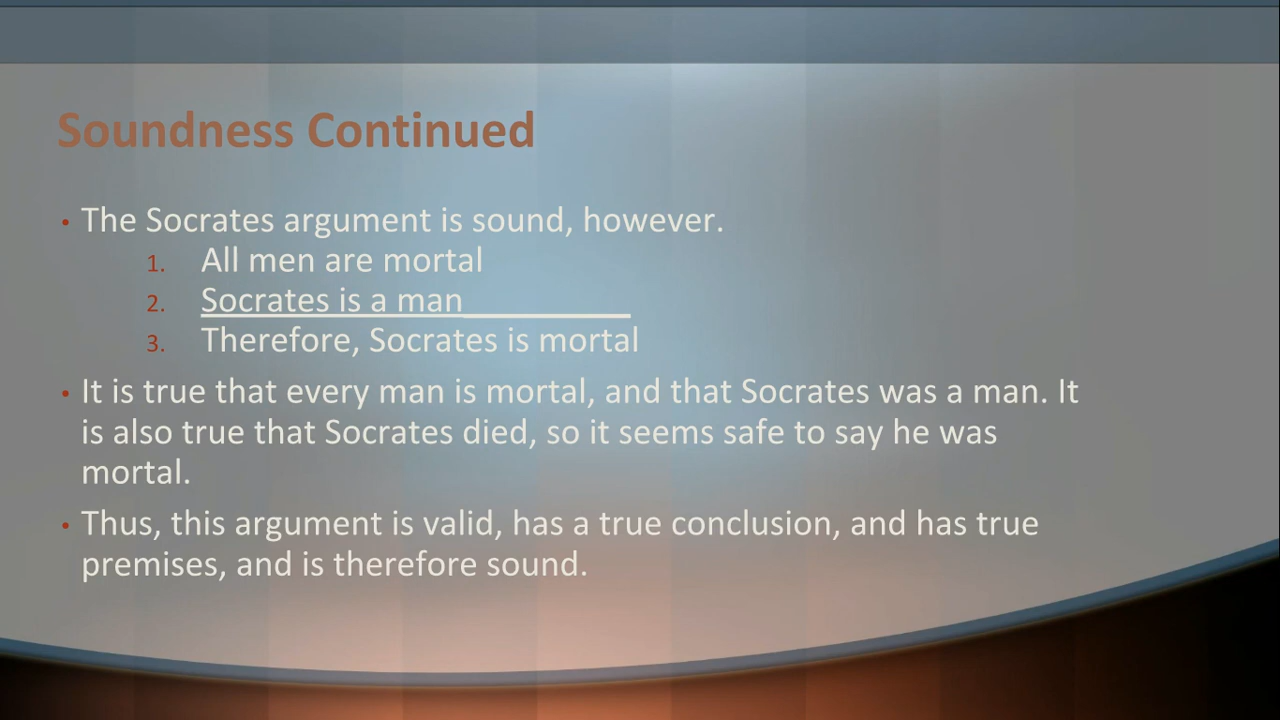 Soundness Continued
• The Socrates argument is sound, however.
1. All men are mortal
2. Socrates is a man__________
3. Therefore, Socrates is mortal
• It is true that every man is mortal, and that Socrates was a man. It
is also true that Socrates died, so it seems safe to say he was
mortal.
• Thus, this argument is valid, has a true conclusion, and has true
premises, and is therefore sound.